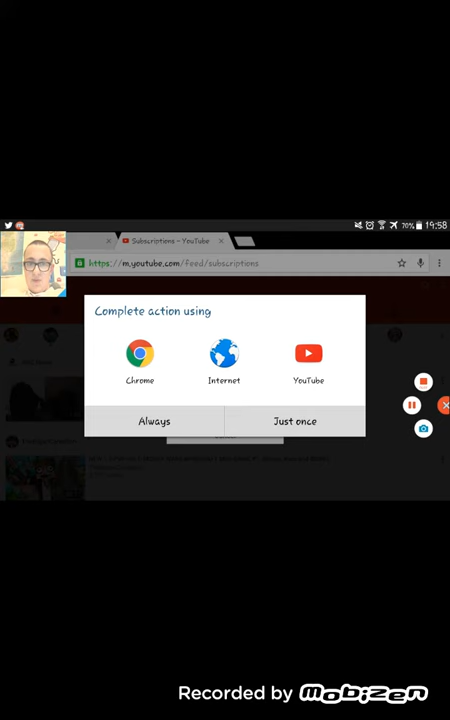 70% 19:58
Subscriptions - YouTube
https://m.youtube.com/feed/subscriptions
Complete action using
Chrome
Internet
YouTube
Always
Just once
Recorded by Mobizen